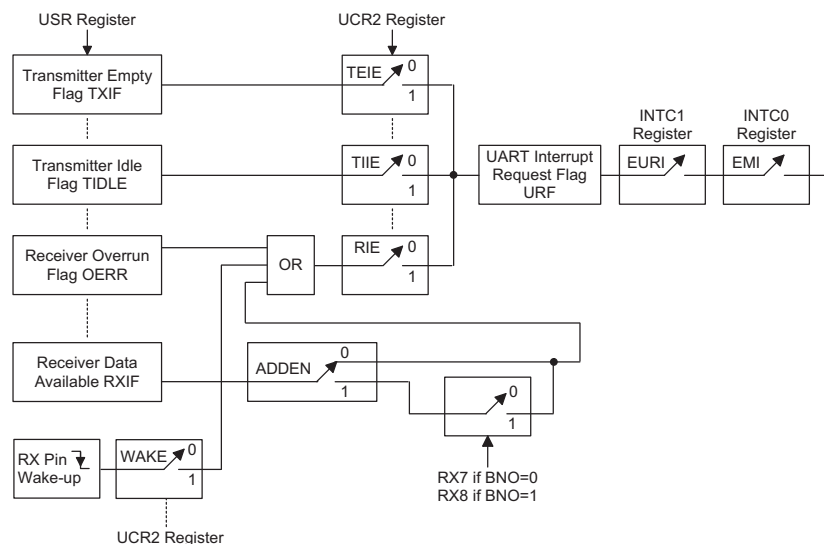 USR Register
UCR2 Register
Transmitter Empty
Flag TXIF
TEIE
0
1
INTC1
Register
INTC0
Register
Transmitter Idle
Flag TIDLE
TIIE
0
1
UART Interrupt
Request Flag
URF
EURI
EMI
Receiver Overrun
Flag OERR
OR
RIE
0
1
Receiver Data
Available RXIF
ADDEN
0
1
0
1
RX Pin
Wake-up
WAKE
0
1
RX7 if BNO=0
RX8 if BNO=1
UCR2 Register